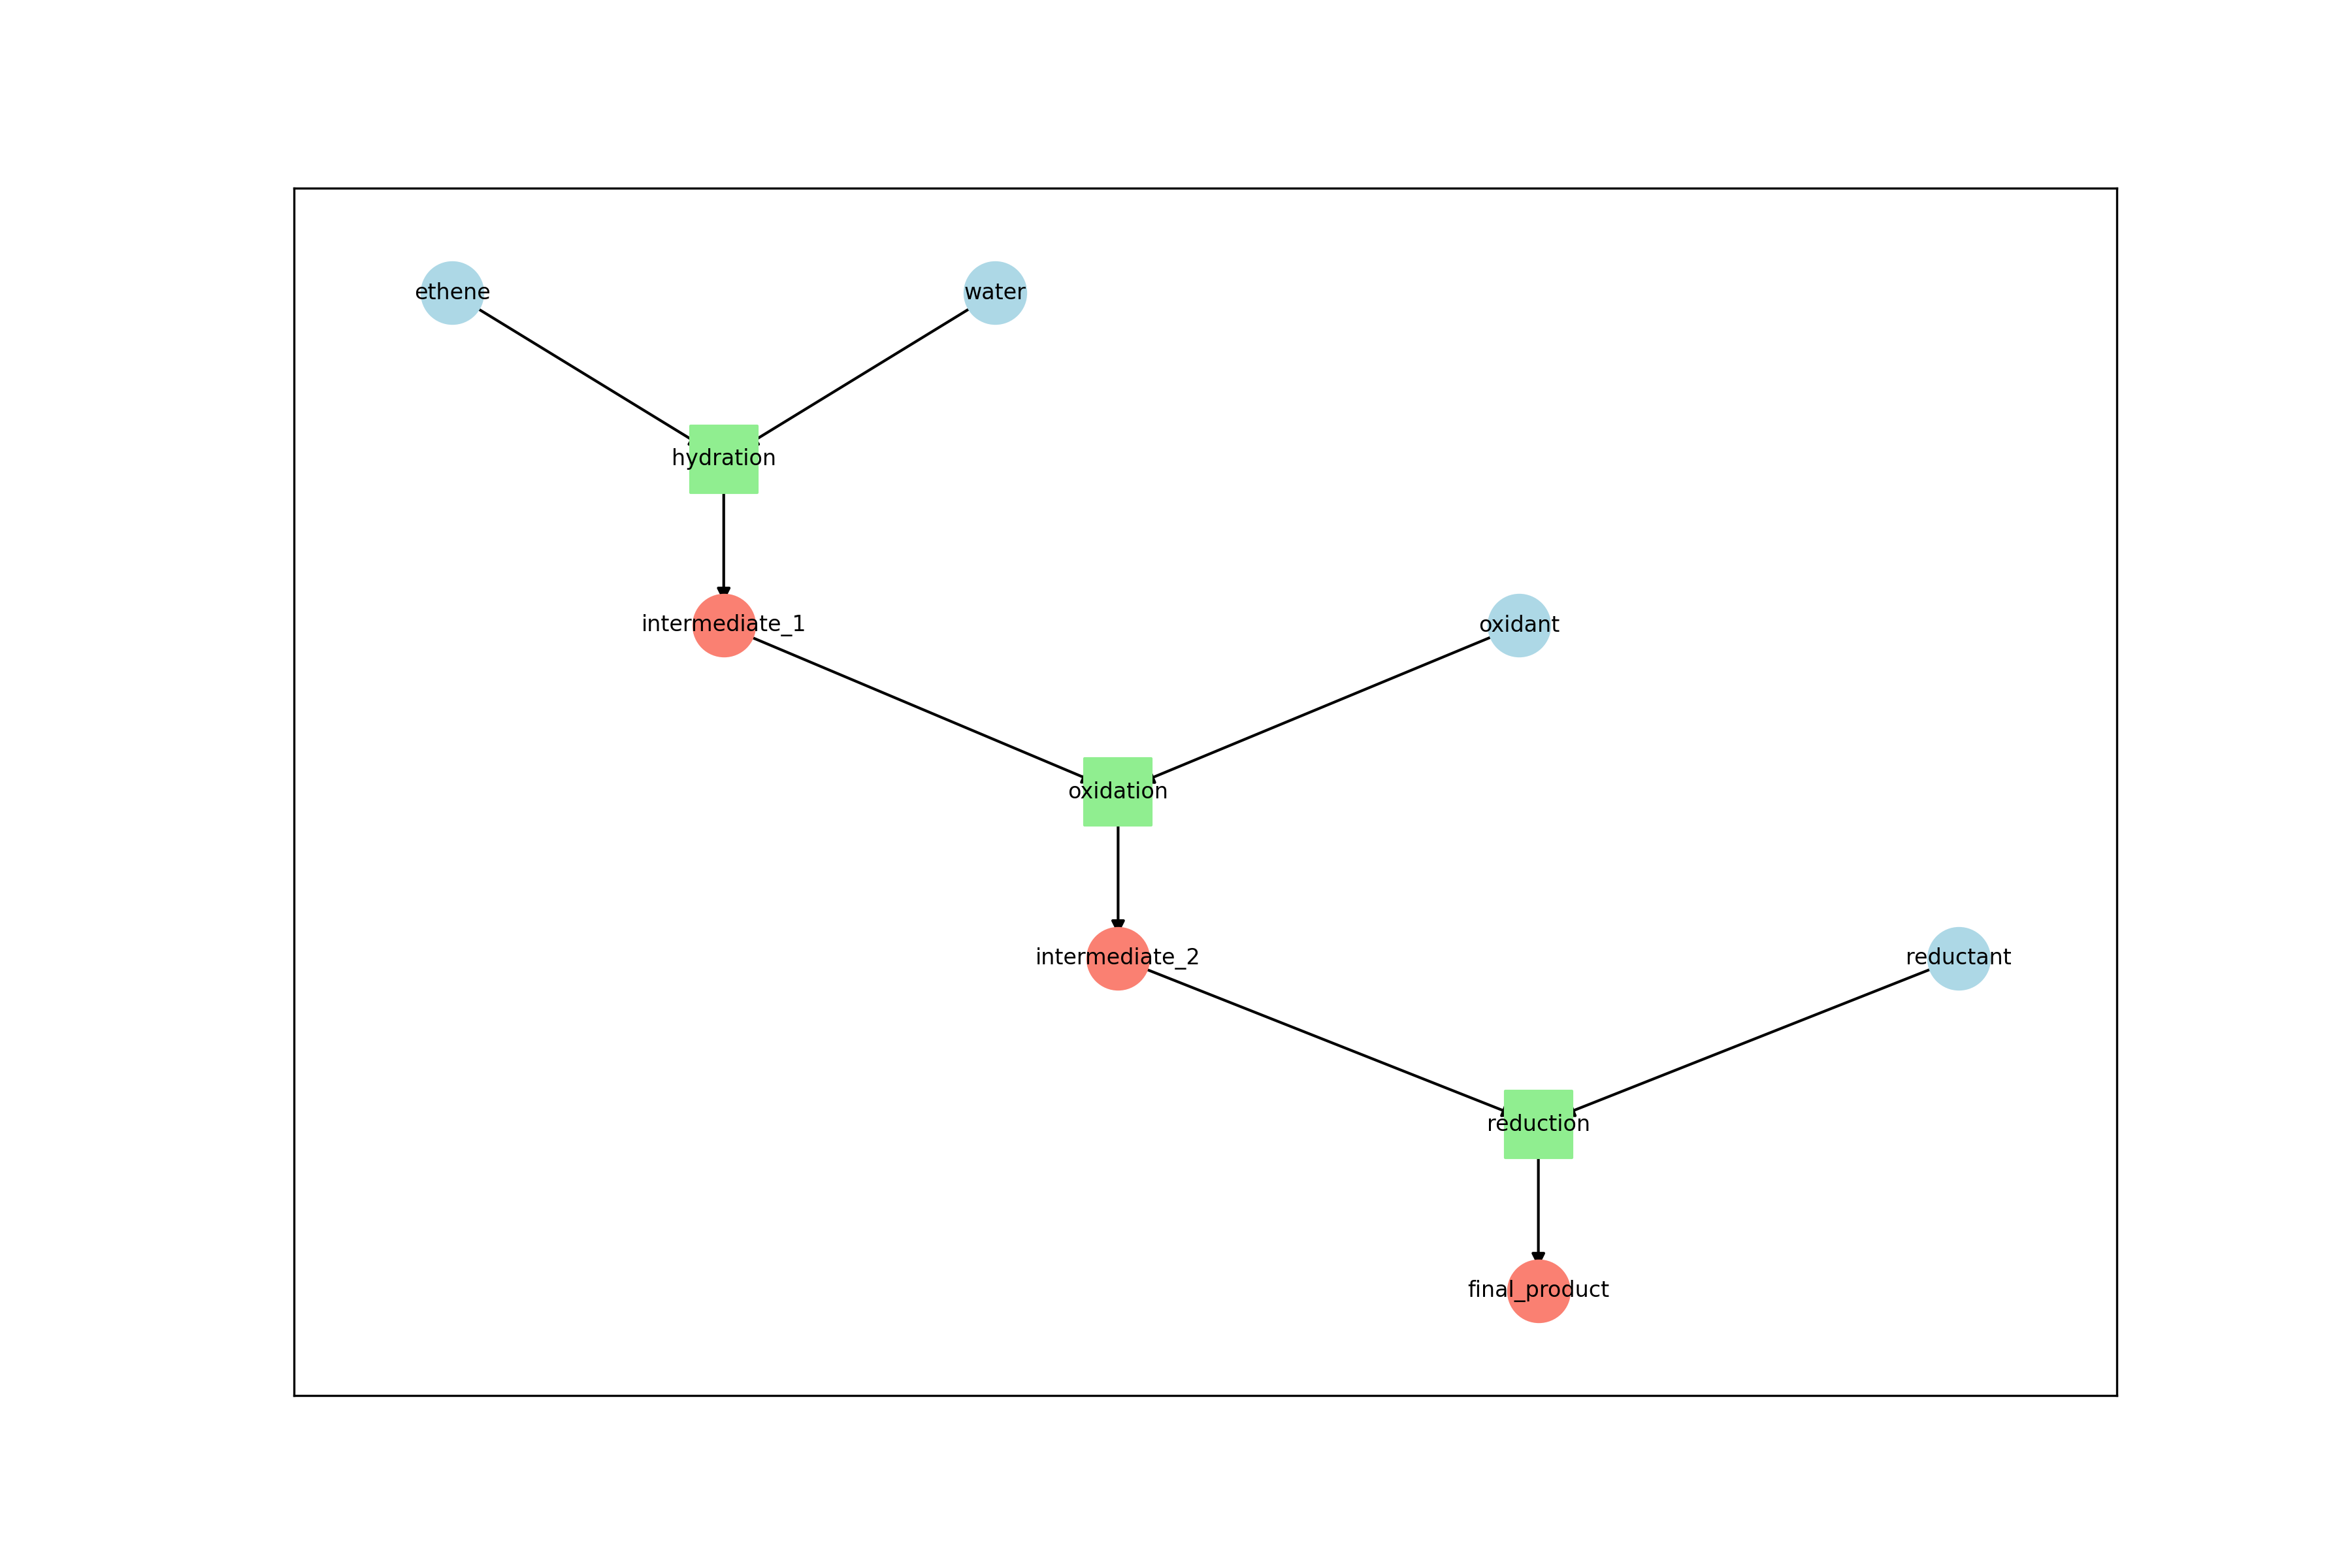 ethene
water
hydration
intermediate_1
oxidant
oxidation
intermediate_2
reductant
reduction
final_product